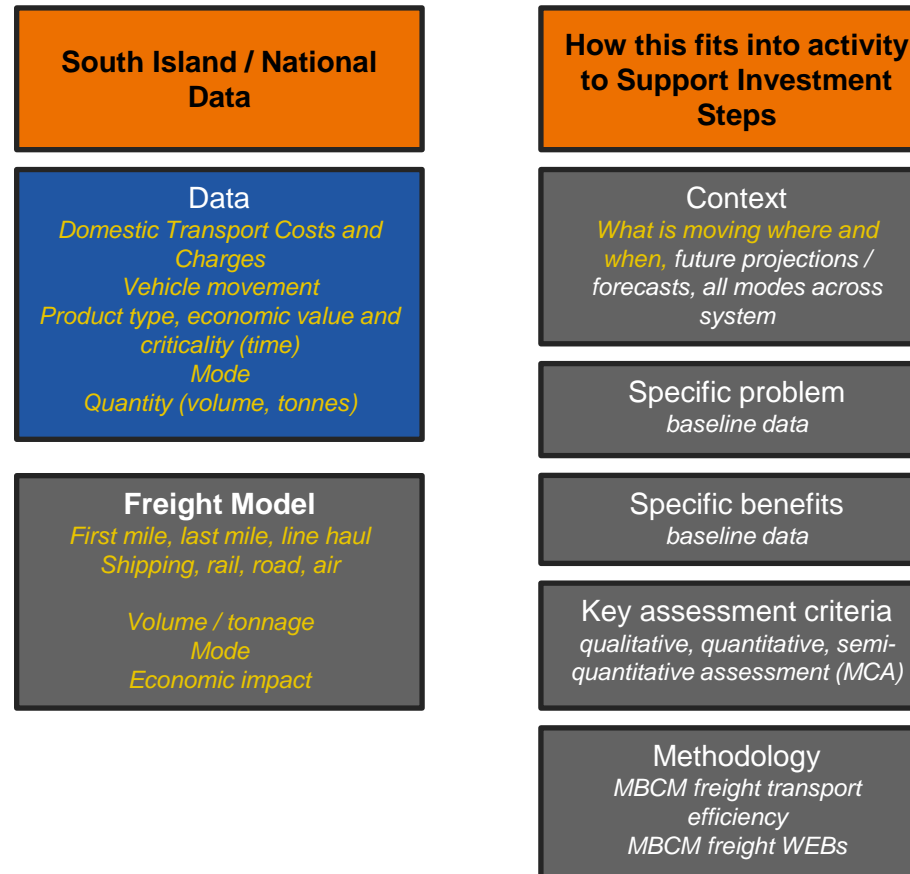 South Island / National
Data
Data
Domestic Transport Costs and
Charges
Vehicle movement
Product type, economic value and
criticality (time)
Mode
Quantity (volume, tonnes)
Freight Model
First mile, last mile, line haul
Shipping, rail, road, air
Volume / tonnage
Mode
Economic impact
How this fits into activity
to Support Investment
Steps
Context
What is moving where and
when, future projections /
forecasts, all modes across
system
Specific problem
baseline data
Specific benefits
baseline data
Key assessment criteria
qualitative, quantitative, semi-
quantitative assessment (MCA)
Methodology
MBCM freight transport
efficiency
MBCM freight WEBs